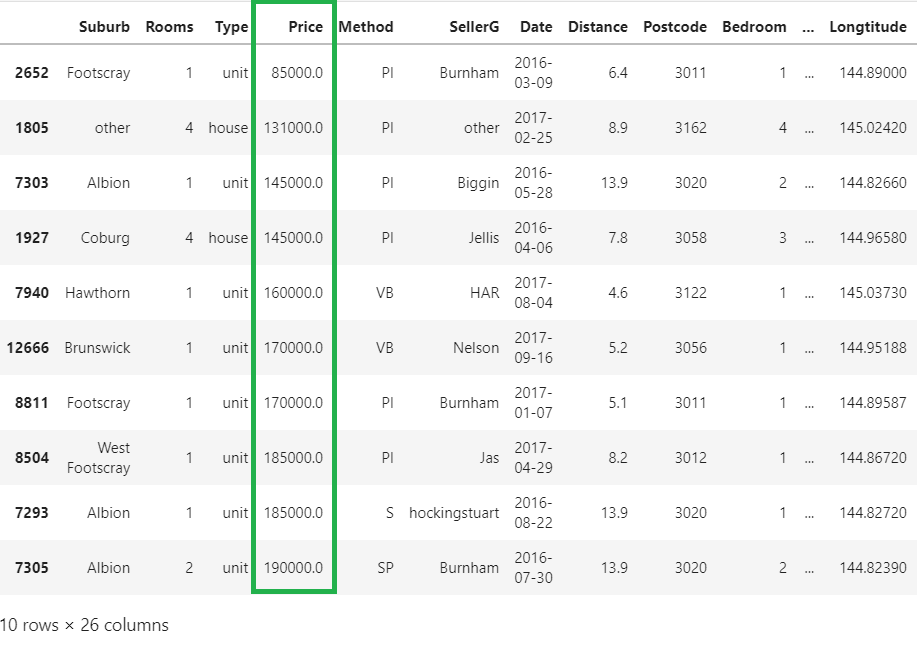 Suburb Rooms Type Price Method SellerG Date Distance Postcode Bedroom ... Longtitude
2652 Footscray 1 unit 85000.0 PI Burnham 2016-03-09 6.4 3011 1 ... 144.89000
1805 other 4 house 131000.0 PI other 2017-02-25 8.9 3162 4 ... 145.02420
7303 Albion 1 unit 145000.0 PI Biggin 2016-05-28 13.9 3020 2 ... 144.82660
1927 Coburg 4 house 145000.0 PI Jellis 2016-04-06 7.8 3058 3 ... 144.96580
7940 Hawthorn 1 unit 160000.0 VB HAR 2017-08-04 4.6 3122 1 ... 145.03730
12666 Brunswick 1 unit 170000.0 VB Nelson 2017-09-16 5.2 3056 1 ... 144.95188
8811 Footscray 1 unit 170000.0 PI Burnham 2017-01-07 5.1 3011 1 ... 144.89587
8504 West Footscray 1 unit 185000.0 PI Jas 2017-04-29 8.2 3012 1 ... 144.86720
7293 Albion 1 unit 185000.0 S hockingstuart 2016-08-22 13.9 3020 1 ... 144.82720
7305 Albion 2 unit 190000.0 SP Burnham 2016-07-30 13.9 3020 2 ... 144.82390
10 rows × 26 columns